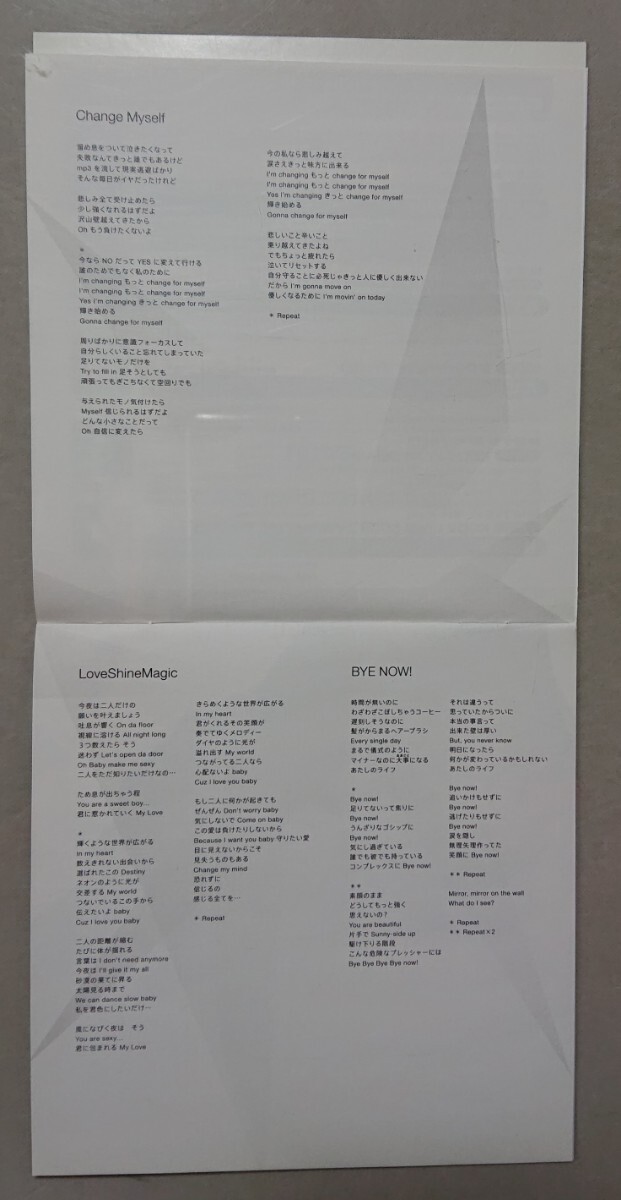 Change Myself
溜め息をついて泣きたくなって
失敗なんてきっと誰でもあるけど
mp3 を流して現実逃避ばかり
そんな毎日がイヤだったけれど
悲しみ全て受け止めたら
少し強くなれるはずだよ
沢山壁越えてきたから
Oh もう負けたくないよ
*
今なら NO だって YES に変えて行ける
誰のためでもなく私のために
I'm changing もっと change for myself
I'm changing もっと change for myself
Yes I'm changing きっと change for myself
輝き始める
Gonna change for myself
周りばかりに意識フォーカスして
自分らしくいること忘れてしまっていた
足りてないモノだけを
Try to fill in 足そうとしても
頑張ってもぎこちなくて空回りでも
与えられたモノ気付けたら
Myself 信じられるはずだよ
どんな小さなことだって
Oh 自信に変えたら
今の私なら悲しみ越えて
涙さえきっと味方に出来る
I'm changing もっと change for myself
I'm changing もっと change for myself
Yes I'm changing きっと change for myself
輝き始める
Gonna change for myself
悲しいこと辛いこと
乗り越えてきたよね
でもちょっと疲れたら
泣いてリセットする
自分守ることに必死じゃきっと人に優しく出来ない
だから I'm gonna move on
優しくなるために I'm movin' on today
* Repeat
LoveShineMagic
今夜は二人だけの
願いを叶えましょう
吐息が響く On da floor
視線に溶ける All night long
3つ数えたら そう
迷わず Let's open da door
Oh Baby make me sexy
二人をただ知りたいだけなの…
ため息が出ちゃう程
You are a sweet boy...
君に惹かれていく My Love
*
輝くような世界が広がる
In my heart
数えきれない出会いから
選ばれたこの Destiny
ネオンのように光が
交差する My world
つないでいるこの手から
伝えたいよ baby
Cuz I love you baby
二人の距離が縮む
たびに体が揺れる
言葉は I don't need anymore
今夜は I'll give it my all
砂漠の果てに昇る
太陽見る時まで
We can dance slow baby
私を君色にしたいだけ…
風になびく夜は そう
You are sexy...
君に包まれる My Love
きらめくような世界が広がる
In my heart
君がくれるその笑顔が
奏でてゆくメロディー
ダイヤのように光が
溢れ出す My world
つながってる二人なら
心配ないよ baby
Cuz I love you baby
もし二人に何かが起きても
ぜんぜん Don't worry baby
気にしないで Come on baby
この愛は負けたりしないから
Because I want you baby 守りたい愛
目に見えないからこそ
見失うものもある
Change my mind
恐れずに
信じるの
感じる全てを…
* Repeat
BYE NOW!
時間が無いのに
わざわざこぼしちゃうコーヒー
遅刻しそうなのに
髪がからまるヘアーブラシ
Every single day
まるで儀式のように
マイナーなのに大事になる
あたしのライフ
*
Bye now!
足りてないって焦りに
Bye now!
うんざりなゴシップに
Bye now!
気にし過ぎている
誰でも彼でも持っている
コンプレックスに Bye now!
**
素顔のまま
どうしてもっと強く
思えないの?
You are beautiful
片手で Sunny-side up
駆け下りる階段
こんな危険なプレッシャーには
Bye Bye Bye Bye now!
それは違うって
思っていたからついに
本当の事言って
出来た壁は厚い
But, you never know
明日になったら
何かが変わっているかもしれない
あたしのライフ
Bye now!
追いかけもせずに
Bye now!
逃げたりもせずに
Bye now!
涙を隠し
無理矢理作ってた
笑顔に Bye now!
** Repeat
Mirror, mirror on the wall
What do I see?
* Repeat
** Repeat×2